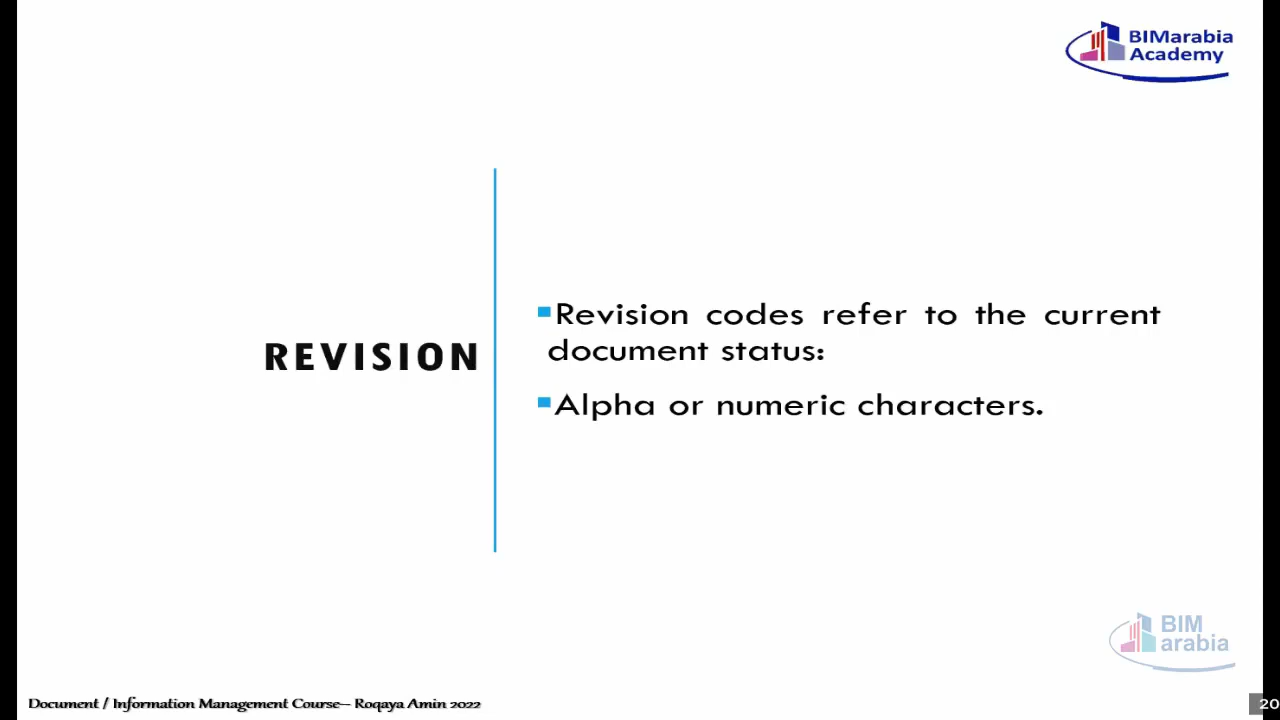 BIMarabia
Academy
REVISION
Revision codes refer to the current
document status:
Alpha or numeric characters.
BIM
arabia
Document / Information Management Course-- Roqaya Amin 2022
20